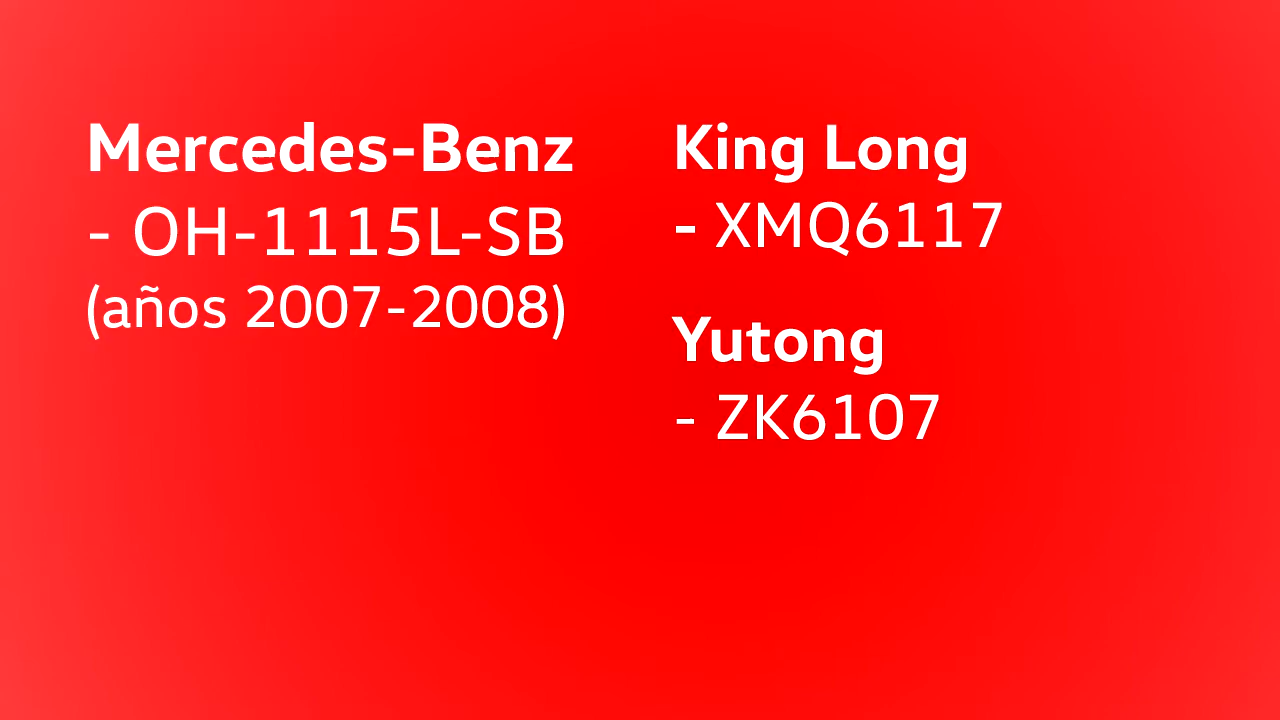 Mercedes-Benz
- OH-1115L-SB
(años 2007-2008)
King Long
- XMQ6117
Yutong
- ZK6107